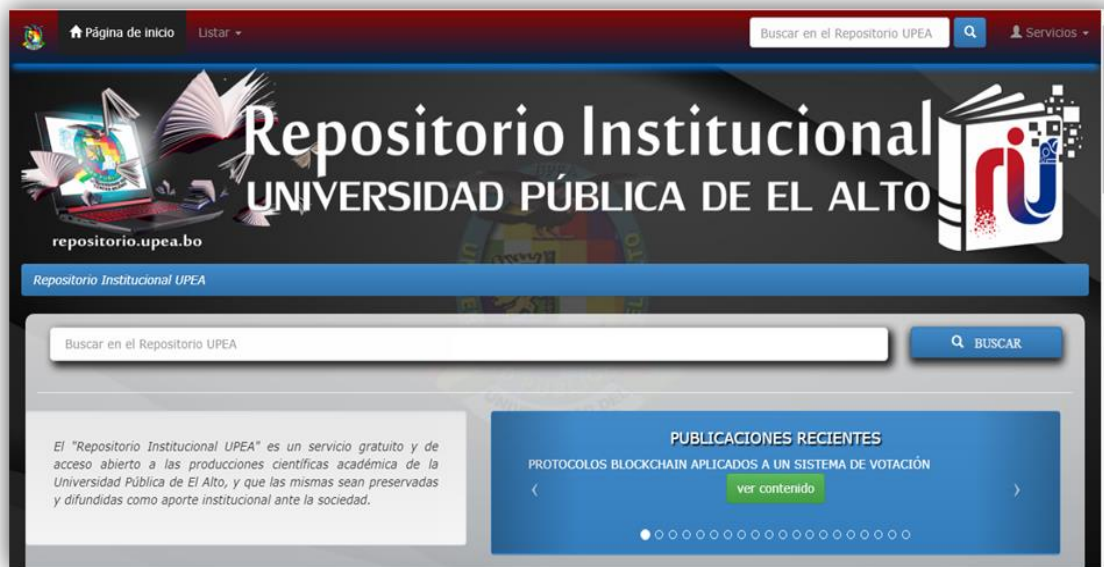 Página de inicio
Listar
Buscar en el Repositorio UPEA
Servicios
Repositorio Institucional
UNIVERSIDAD PÚBLICA DE EL ALTO
repositorio.upea.bo
Repositorio Institucional UPEA
Buscar en el Repositorio UPEA
BUSCAR
El "Repositorio Institucional UPEA" es un servicio gratuito y de
acceso abierto a las producciones científicas académica de la
Universidad Pública de El Alto, y que las mismas sean preservadas
y difundidas como aporte institucional ante la sociedad.
PUBLICACIONES RECIENTES
PROTOCOLOS BLOCKCHAIN APLICADOS A UN SISTEMA DE VOTACIÓN
ver contenido